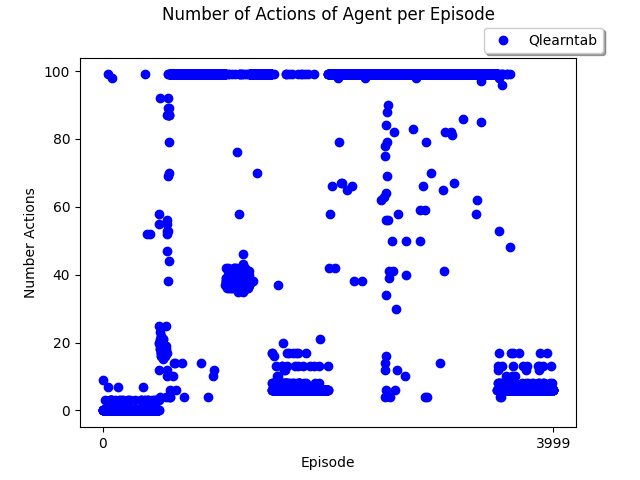 Number of Actions of Agent per Episode
Qlearntab
100
80
60
40
20
0
Number Actions
0
3999
Episode